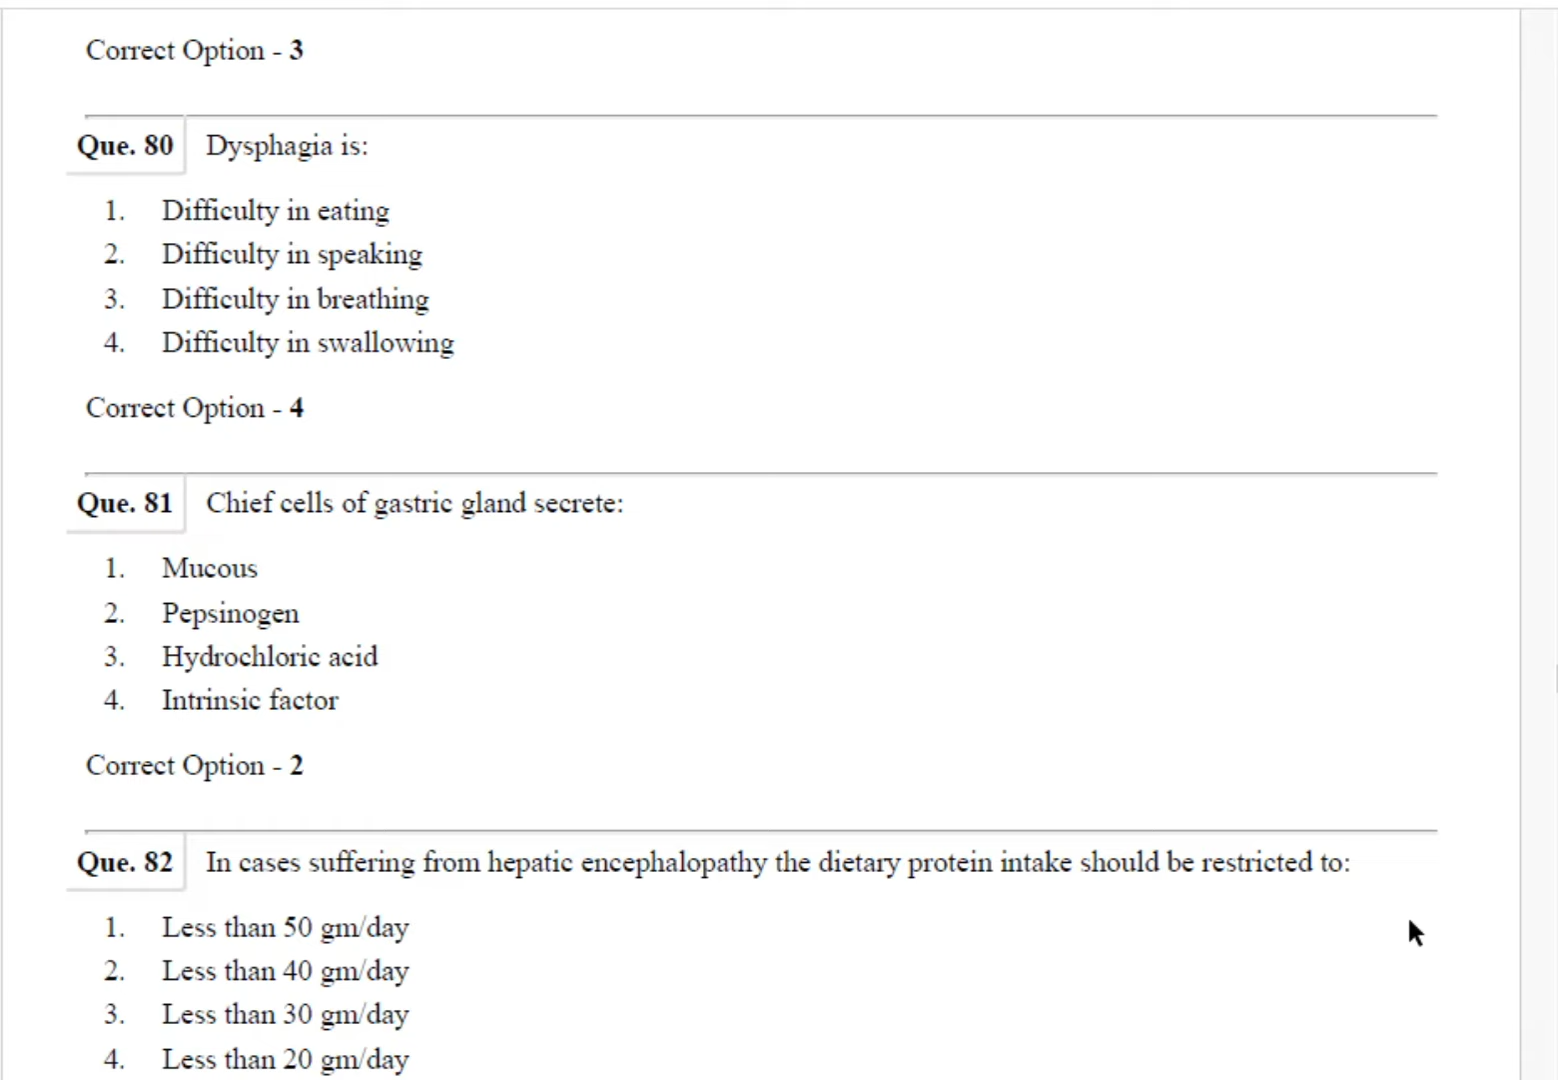 Correct Option - 3
Que. 80 Dysphagia is:
1. Difficulty in eating
2. Difficulty in speaking
3. Difficulty in breathing
4. Difficulty in swallowing
Correct Option - 4
Que. 81 Chief cells of gastric gland secrete:
1. Mucous
2. Pepsinogen
3. Hydrochloric acid
4. Intrinsic factor
Correct Option - 2
Que. 82 In cases suffering from hepatic encephalopathy the dietary protein intake should be restricted to:
1. Less than 50 gm/day
2. Less than 40 gm/day
3. Less than 30 gm/day
4. Less than 20 gm/day